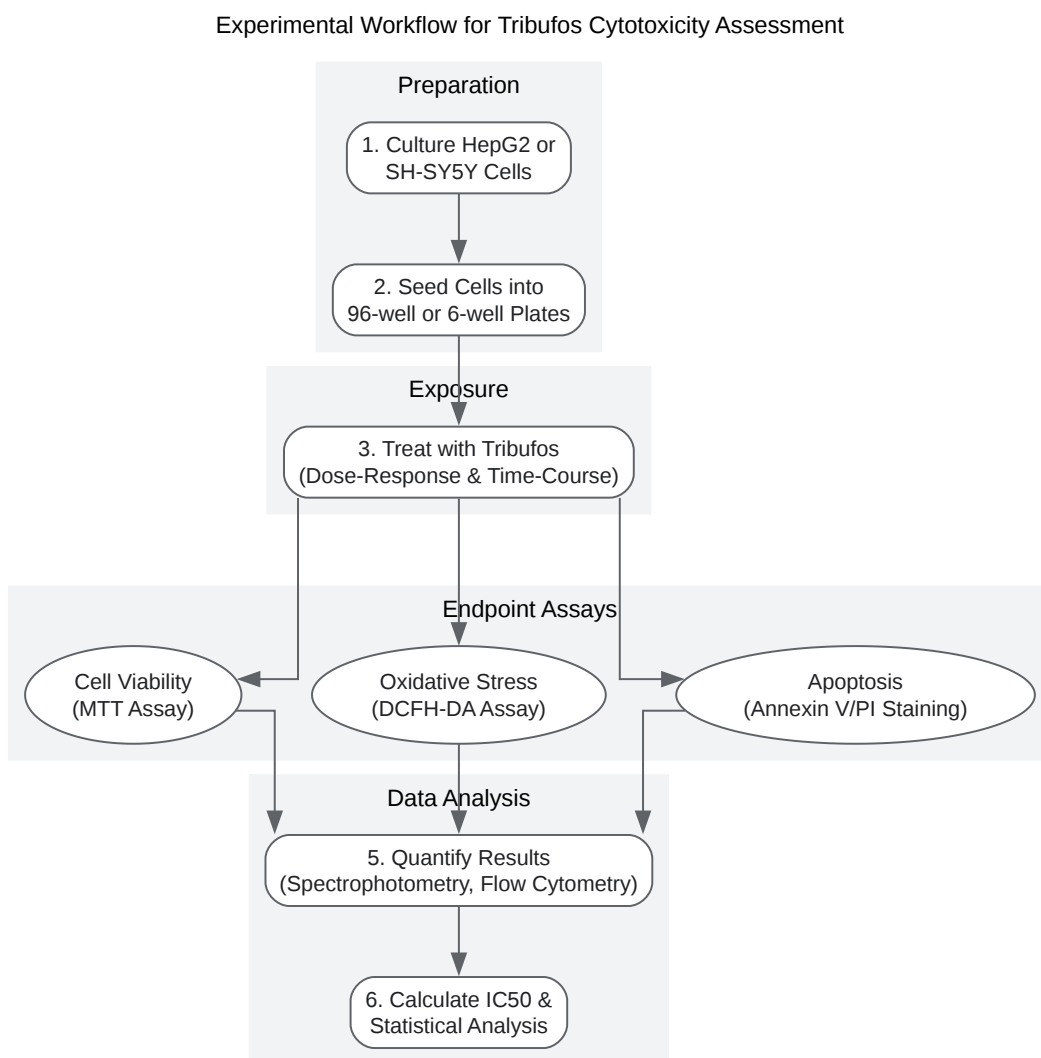 Experimental Workflow for Tribufos Cytotoxicity Assessment
Preparation
1. Culture HepG2 or
SH-SY5Y Cells
2. Seed Cells into
96-well or 6-well Plates
Exposure
3. Treat with Tribufos
(Dose-Response & Time-Course)
Endpoint Assays
Cell Viability
(MTT Assay)
Oxidative Stress
(DCFH-DA Assay)
Apoptosis
(Annexin V/PI Staining)
Data Analysis
5. Quantify Results
(Spectrophotometry, Flow Cytometry)
6. Calculate IC50 &
Statistical Analysis